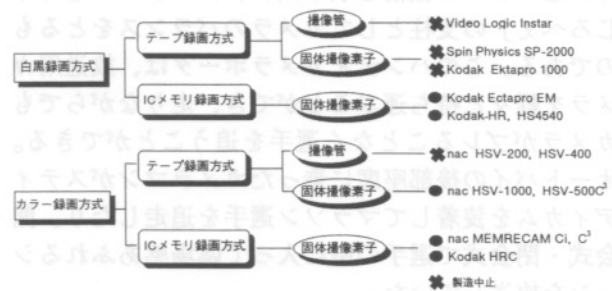 白黒録画方式
テープ録画方式
撮像管
✖ Video Logic Instar
固体撮像素子
✖ Spin Physics SP-2000
✖ Kodak Ektapro 1000
ICメモリ録画方式
固体撮像素子
● Kodak Ectapro EM
● Kodak-HR, HS4540
カラー録画方式
テープ録画方式
撮像管
✖ nac HSV-200, HSV-400
固体撮像素子
● nac HSV-1000, HSV-500C³
ICメモリ録画方式
固体撮像素子
● nac MEMRECAM Ci, C³
● Kodak HRC
✖ 製造中止